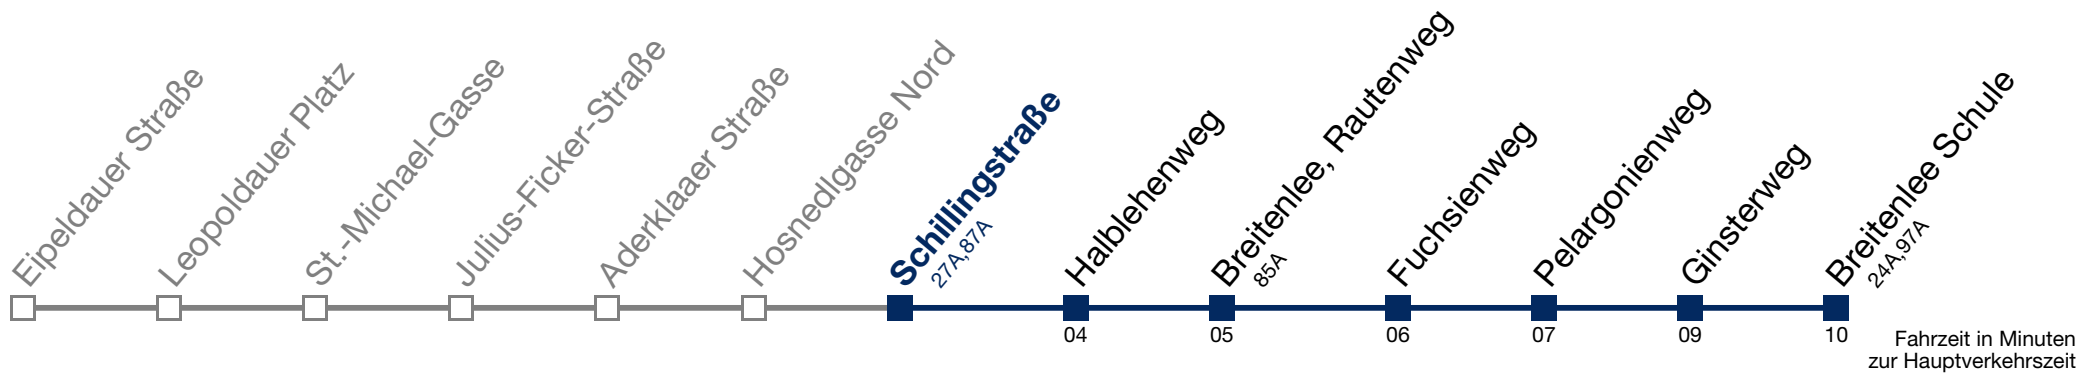 Eipeldauer Straße
Leopoldauer Platz
St.-Michael-Gasse
Julius-Ficker-Straße
Aderklaaer Straße
Hosnedlgasse Nord
Schillingstraße
27A,87A
Halblehenweg
04
Breitenlee, Rautenweg
85A
05
Fuchsienweg
06
Pelargonienweg
07
Ginsterweg
09
Breitenlee Schule
24A,97A
10
Fahrzeit in Minuten
zur Hauptverkehrszeit